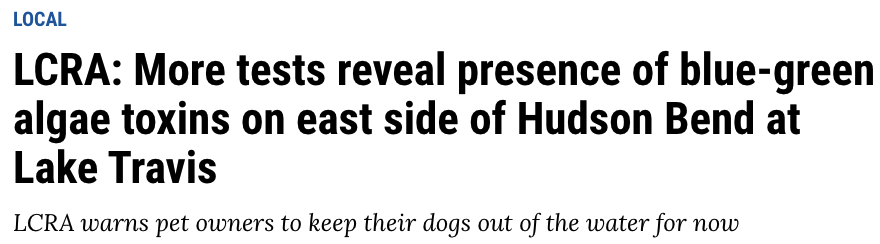 LOCAL
LCRA: More tests reveal presence of blue-green
algae toxins on east side of Hudson Bend at
Lake Travis
LCRA warns pet owners to keep their dogs out of the water for now